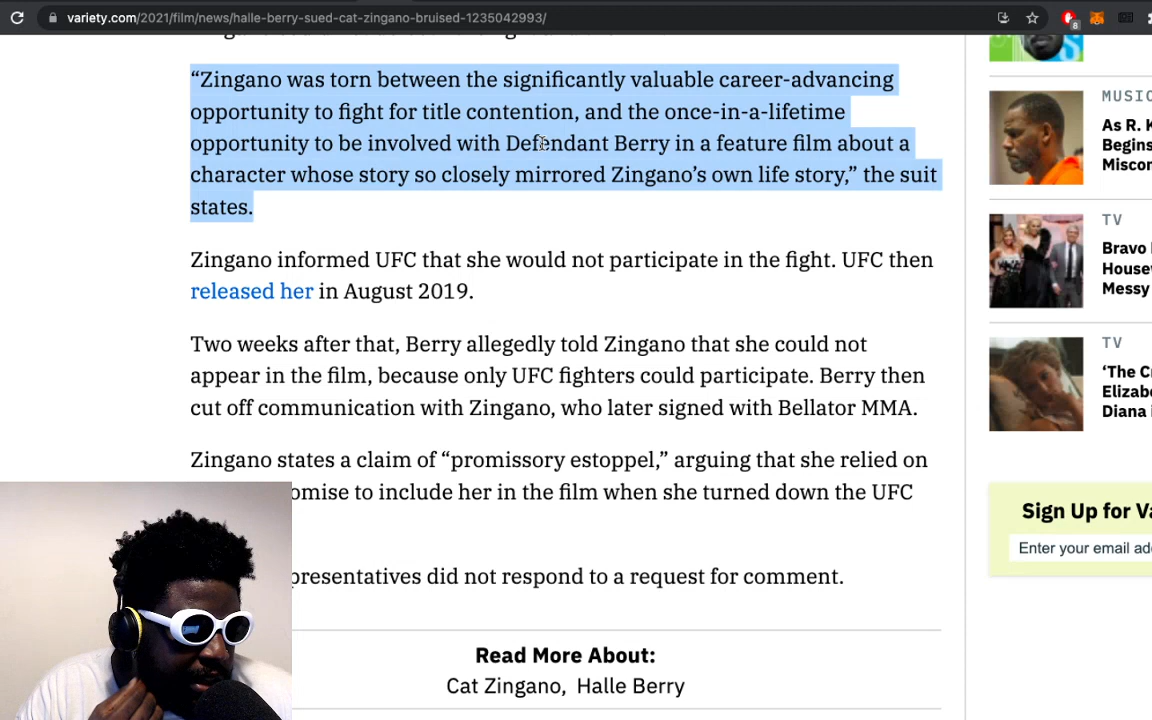 variety.com/2021/film/news/halle-berry-sued-cat-zingano-bruised-1235042993/
8
“Zingano was torn between the significantly valuable career-advancing
opportunity to fight for title contention, and the once-in-a-lifetime
opportunity to be involved with Defendant Berry in a feature film about a
character whose story so closely mirrored Zingano’s own life story,” the suit
states.
Zingano informed UFC that she would not participate in the fight. UFC then
released her in August 2019.
Two weeks after that, Berry allegedly told Zingano that she could not
appear in the film, because only UFC fighters could participate. Berry then
cut off communication with Zingano, who later signed with Bellator MMA.
Zingano states a claim of “promissory estoppel,” arguing that she relied on
omise to include her in the film when she turned down the UFC
presentatives did not respond to a request for comment.
Read More About:
Cat Zingano, Halle Berry
MUSIC
As R. K
Begins
Miscon
TV
Bravo
Housew
Messy
TV
‘The C
Elizabe
Diana i
Sign Up for Va
Enter your email ad